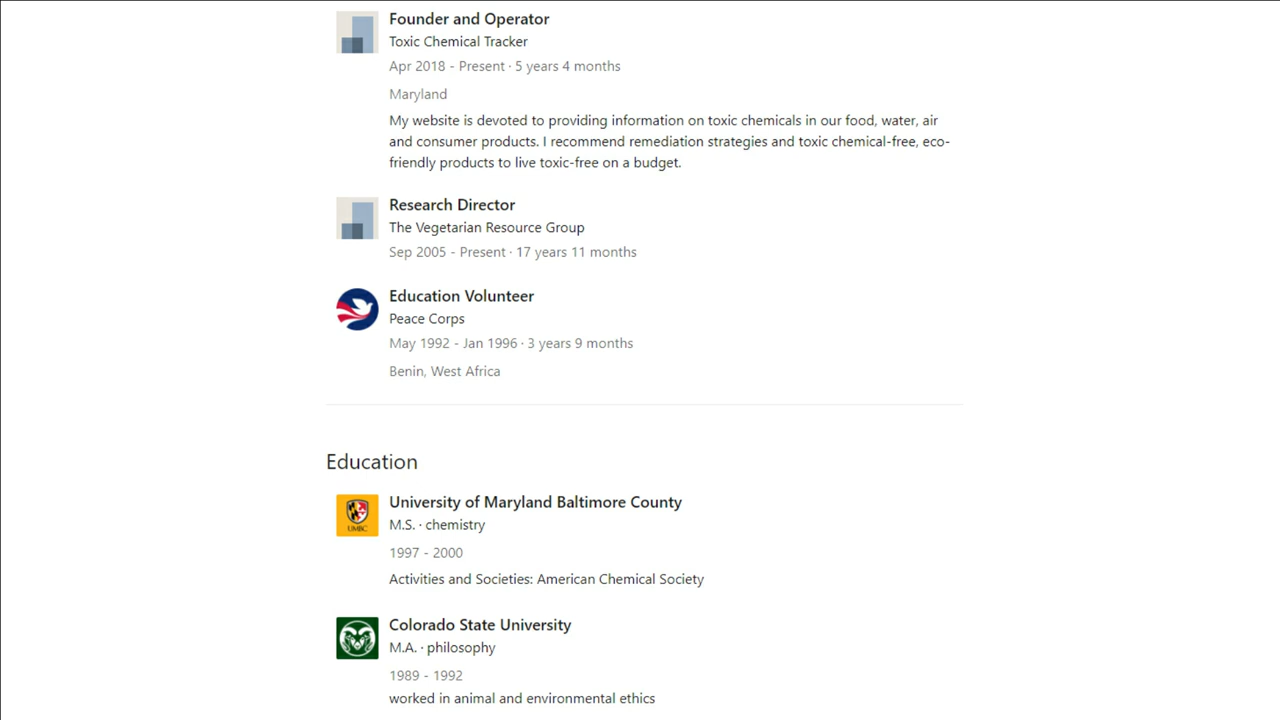 Founder and Operator
Toxic Chemical Tracker
Apr 2018 - Present · 5 years 4 months
Maryland
My website is devoted to providing information on toxic chemicals in our food, water, air
and consumer products. I recommend remediation strategies and toxic chemical-free, eco-
friendly products to live toxic-free on a budget.
Research Director
The Vegetarian Resource Group
Sep 2005 - Present · 17 years 11 months
Education Volunteer
Peace Corps
May 1992 - Jan 1996 · 3 years 9 months
Benin, West Africa
Education
University of Maryland Baltimore County
UMBC
M.S. · chemistry
1997 - 2000
Activities and Societies: American Chemical Society
Colorado State University
M.A. · philosophy
1989 - 1992
worked in animal and environmental ethics